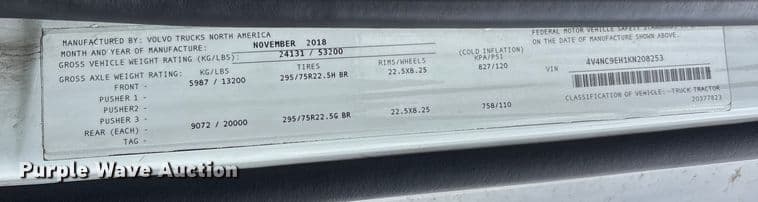 MANUFACTURED BY: VOLVO TRUCKS NORTH AMERICA
MONTH AND YEAR OF MANUFACTURE: NOVEMBER 2018
GROSS VEHICLE WEIGHT RATING (KG/LBS): 24131 / 53200
GROSS AXLE WEIGHT RATING: KG/LBS TIRES RIMS/WHEELS (COLD INFLATION) KPA/PSI
FRONT - 5987 / 13200 295/75R22.5H BR 22.5X8.25 827/120
PUSHER 1 -
PUSHER2 -
PUSHER 3 -
REAR (EACH) - 9072 / 20000 295/75R22.5G BR 22.5X8.25 758/110
TAG -
FEDERAL MOTOR VEHICLE SAFETY
ON THE DATE OF MANUFACTURE SHOWN ABOVE.
VIN 4V4NC9EH1KN208253
CLASSIFICATION OF VEHICLE: TRUCK TRACTOR
20377823
Purple Wave Auction